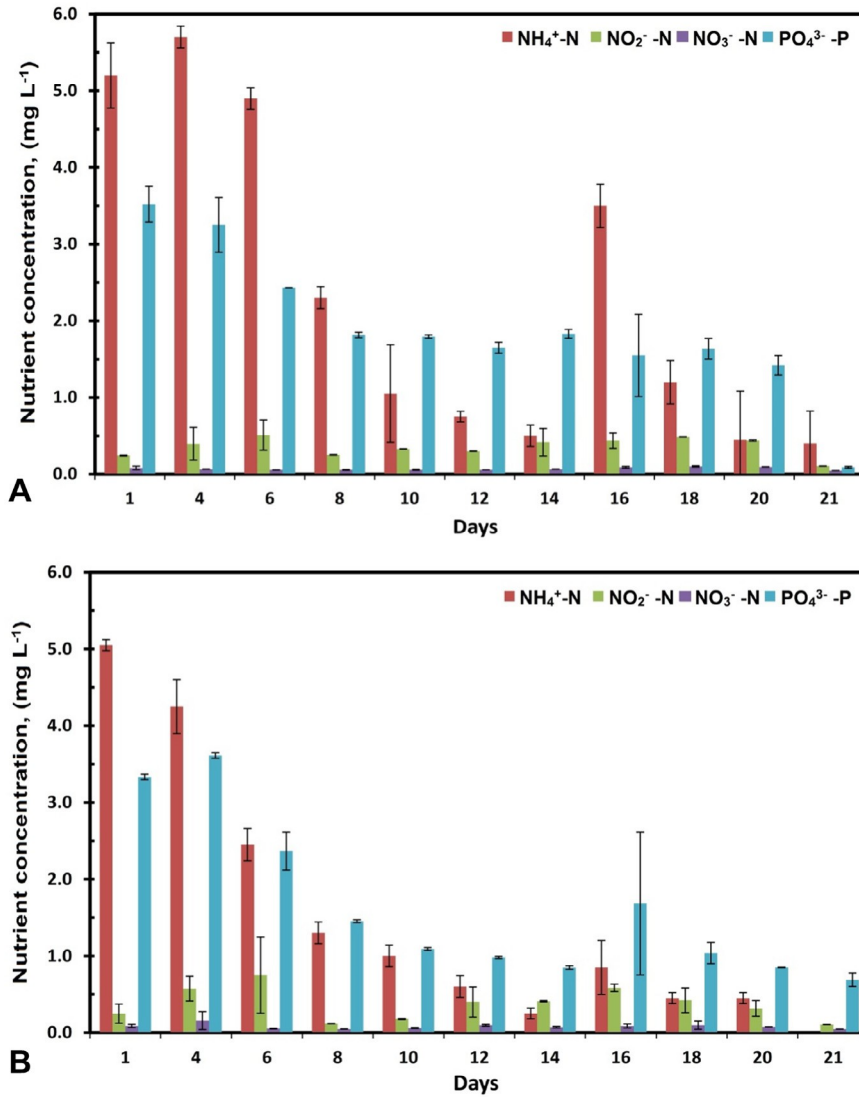 6.0
NH₄⁺-N NO₂⁻ -N NO₃⁻ -N PO₄³⁻ -P
5.0
4.0
3.0
2.0
1.0
0.0
Nutrient concentration, (mg L⁻¹)
1 4 6 8 10 12 14 16 18 20 21
A
Days
6.0
NH₄⁺-N NO₂⁻ -N NO₃⁻ -N PO₄³⁻ -P
5.0
4.0
3.0
2.0
1.0
0.0
Nutrient concentration, (mg L⁻¹)
1 4 6 8 10 12 14 16 18 20 21
B
Days